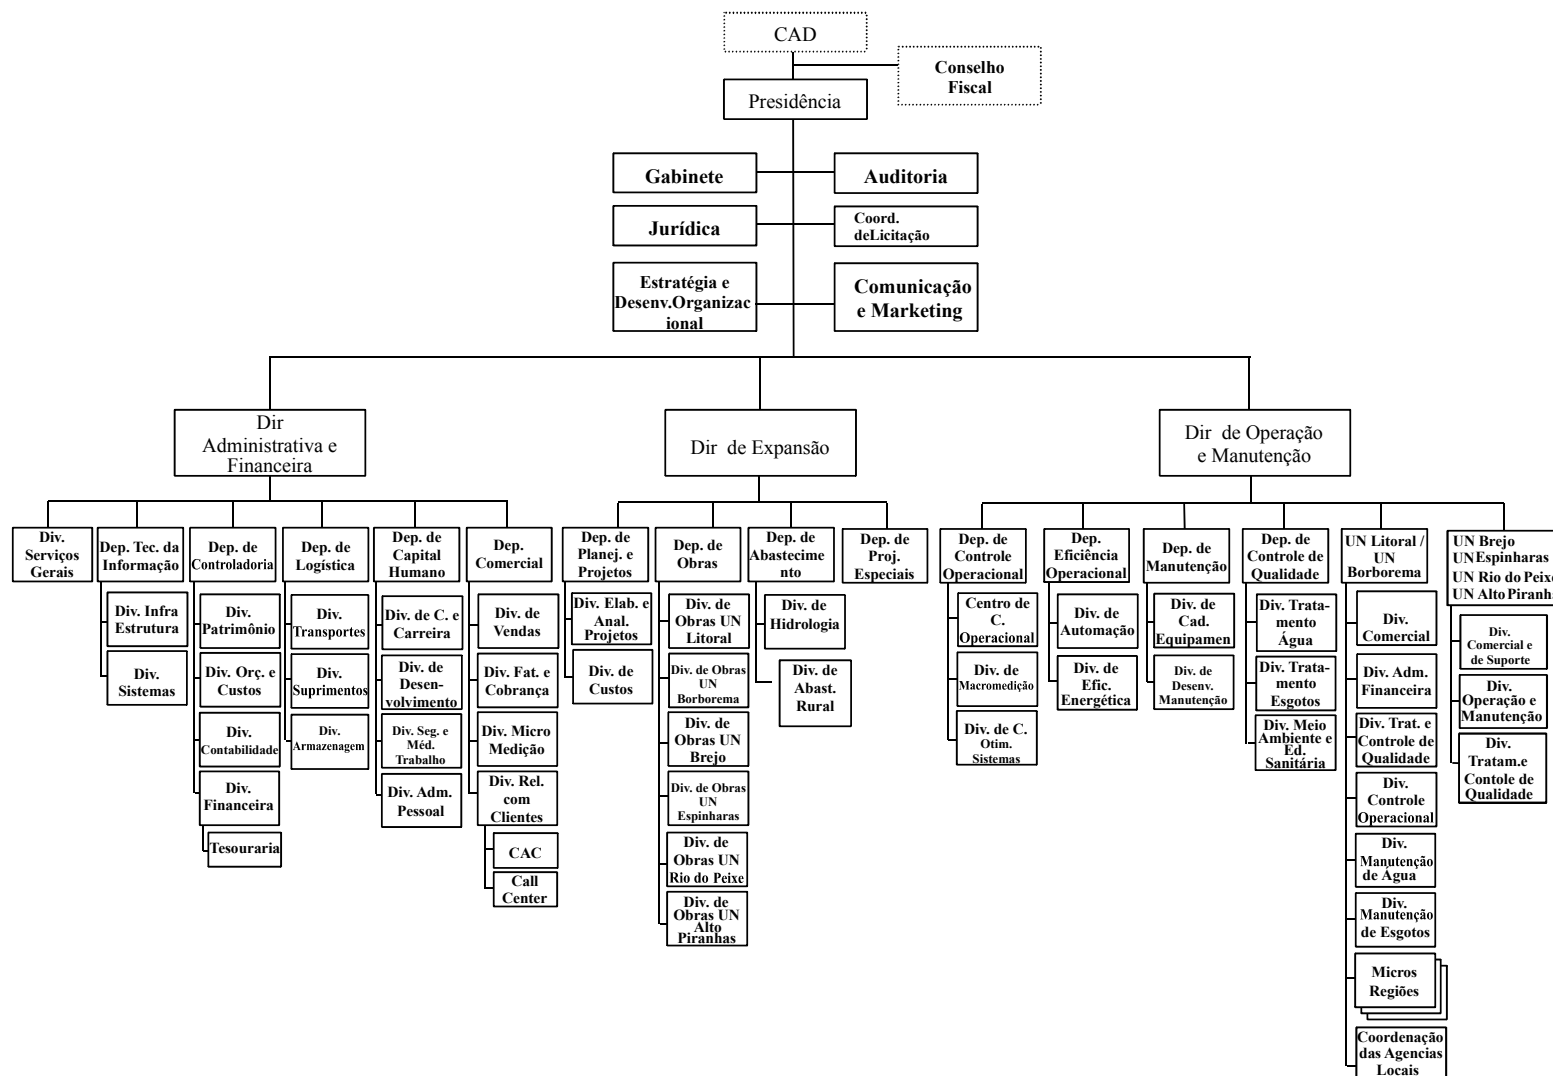 CAD
Conselho
Fiscal
Presidência
Gabinete
Auditoria
Jurídica
Coord.
deLicitação
Estratégia e
Desenv.Organizac
ional
Comunicação
e Marketing
Dir
Administrativa e
Financeira
Dir de Expansão
Dir de Operação
e Manutenção
Div.
Serviços
Gerais
Dep. Tec. da
Informação
Dep. de
Controladoria
Dep. de
Logística
Dep. de
Capital
Humano
Dep.
Comercial
Dep. de
Planej. e
Projetos
Dep. de
Obras
Dep. de
Abastecime
nto
Dep. de
Proj.
Especiais
Dep. de
Controle
Operacional
Dep.
Eficiência
Operacional
Dep. de
Manutenção
Dep. de
Controle de
Qualidade
UN Litoral /
UN
Borborema
UN Brejo
UN Espinharas
UN Rio do Peixe
UN Alto Piranha
Div. Infra
Estrutura
Div.
Sistemas
Div.
Patrimônio
Div. Orç. e
Custos
Div.
Contabilidade
Div.
Financeira
Tesouraria
Div.
Transportes
Div.
Suprimentos
Div.
Armazenagem
Div. de C. e
Carreira
Div. de
Desen-
volvimento
Div. Seg. e
Méd.
Trabalho
Div. Adm.
Pessoal
Div. de
Vendas
Div. Fat. e
Cobrança
Div. Micro
Medição
Div. Rel.
com
Clientes
CAC
Call
Center
Div. Elab. e
Anal.
Projetos
Div. de
Custos
Div. de
Obras UN
Litoral
Div. de Obras
UN
Borborema
Div. de
Obras UN
Brejo
Div. de Obras
UN
Espinharas
Div. de
Obras UN
Rio do Peixe
Div. de
Obras UN
Alto
Piranhas
Div. de
Hidrologia
Div. de
Abast.
Rural
Centro de
C.
Operacional
Div. de
Macromedição
Div. de C.
Otim.
Sistemas
Div. de
Automação
Div. de
Efic.
Energética
Div. de
Cad.
Equipamen
Div. de
Desenv.
Manutenção
Div. Trata-
mento
Água
Div. Trata-
mento
Esgotos
Div. Meio
Ambiente e
Ed.
Sanitária
Div.
Comercial
Div. Adm.
Financeira
Div. Trat. e
Controle de
Qualidade
Div.
Controle
Operacional
Div.
Manutenção
de Água
Div.
Manutenção
de Esgotos
Micros
Regiões
Coordenação
das Agencias
Locais
Div.
Comercial e
de Suporte
Div.
Operação e
Manutenção
Div.
Tratam.e
Contole de
Qualidade